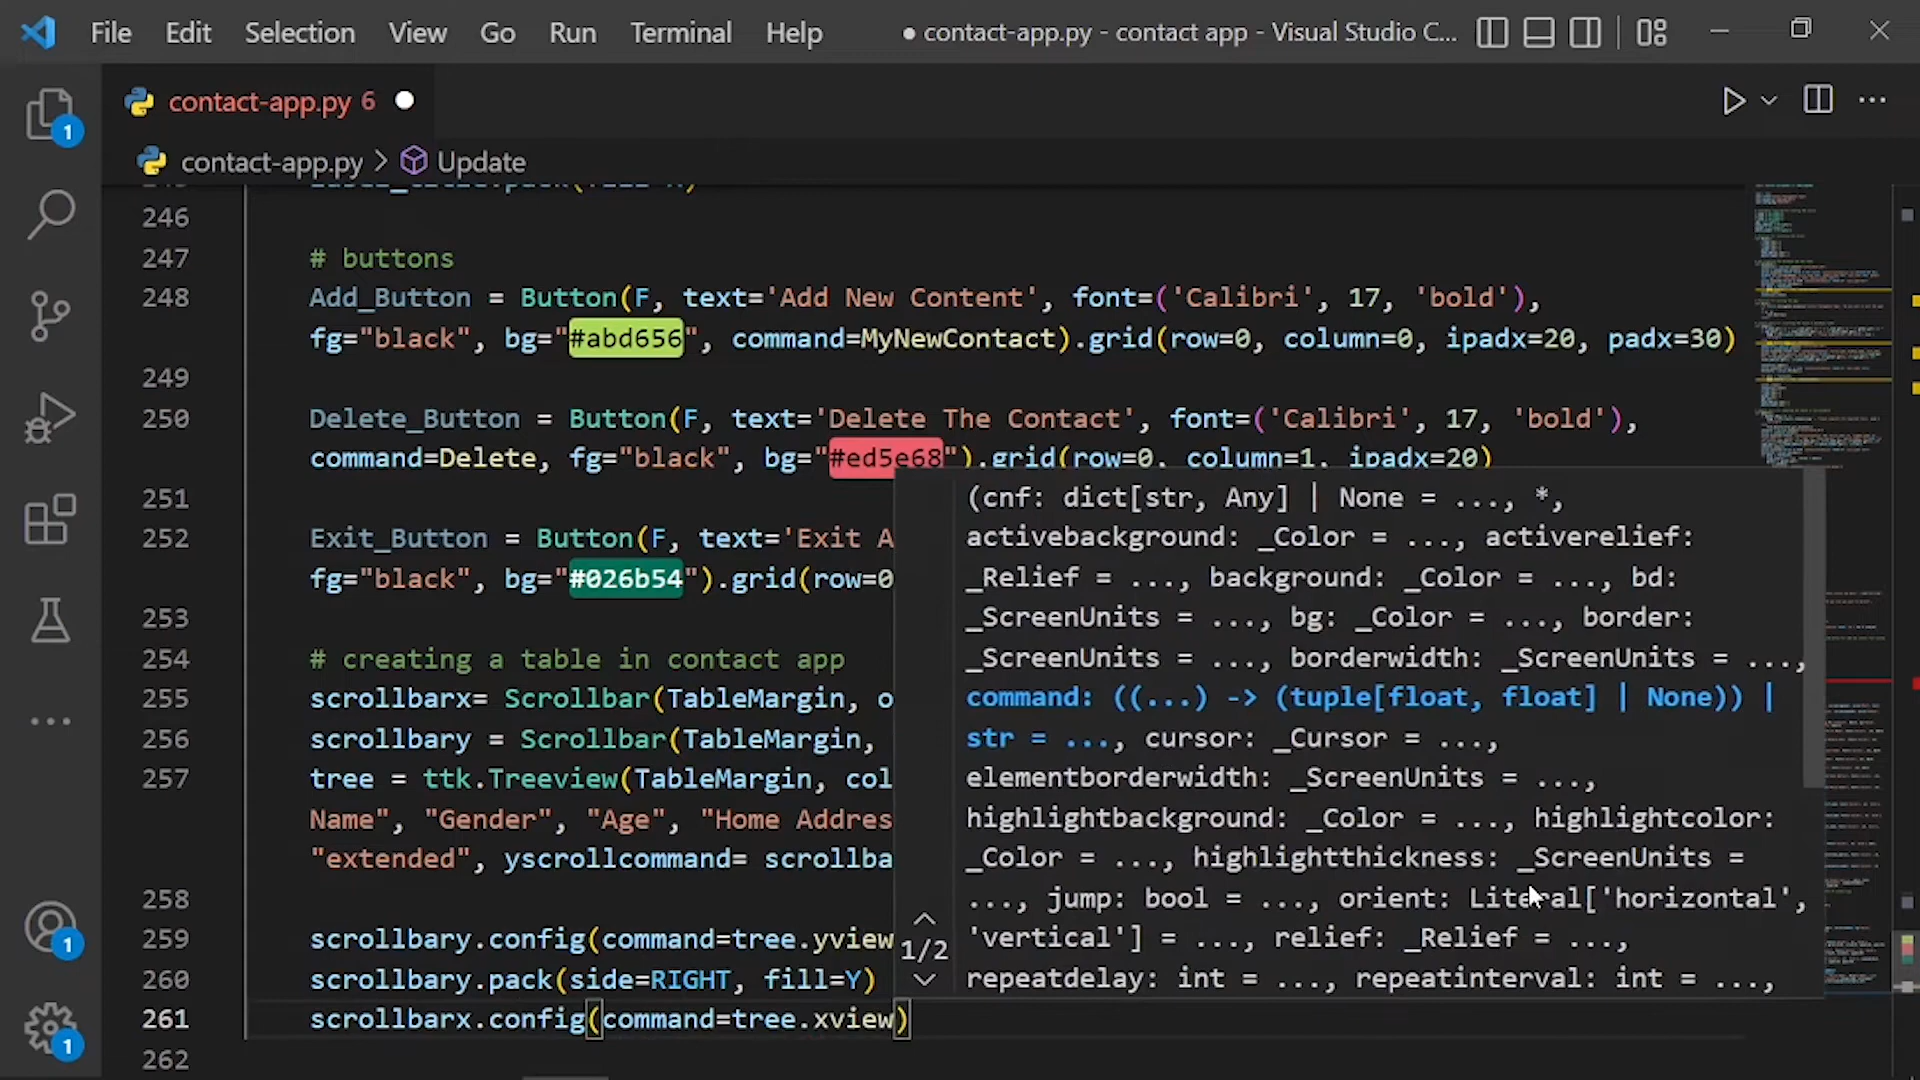 File Edit Selection View Go Run Terminal Help ● contact-app.py - contact app - Visual Studio C...
contact-app.py 6
contact-app.py > Update
246
247 # buttons
248 Add_Button = Button(F, text='Add New Content', font=('Calibri', 17, 'bold'),
fg="black", bg="#abd656", command=MyNewContact).grid(row=0, column=0, ipadx=20, padx=30)
249
250 Delete_Button = Button(F, text='Delete The Contact', font=('Calibri', 17, 'bold'),
command=Delete, fg="black", bg="#ed5e68").grid(row=0, column=1, ipadx=20)
251
252 Exit_Button = Button(F, text='Exit A
fg="black", bg="#026b54").grid(row=0
253
254 # creating a table in contact app
255 scrollbarx= Scrollbar(TableMargin, o
256 scrollbary = Scrollbar(TableMargin,
257 tree = ttk.Treeview(TableMargin, col
Name", "Gender", "Age", "Home Addres
"extended", yscrollcommand= scrollba
258
259 scrollbary.config(command=tree.yview
260 scrollbary.pack(side=RIGHT, fill=Y)
261 scrollbarx.config(command=tree.xview)
262
(cnf: dict[str, Any] | None = ..., *,
activebackground: _Color = ..., activerelief:
_Relief = ..., background: _Color = ..., bd:
_ScreenUnits = ..., bg: _Color = ..., border:
_ScreenUnits = ..., borderwidth: _ScreenUnits = ...,
command: ((...) -> (tuple[float, float] | None)) |
str = ..., cursor: _Cursor = ...,
elementborderwidth: _ScreenUnits = ...,
highlightbackground: _Color = ..., highlightcolor:
_Color = ..., highlightthickness: _ScreenUnits =
..., jump: bool = ..., orient: Literal['horizontal',
'vertical'] = ..., relief: _Relief = ...,
repeatdelay: int = ..., repeatinterval: int = ...,
1/2
1
1
1